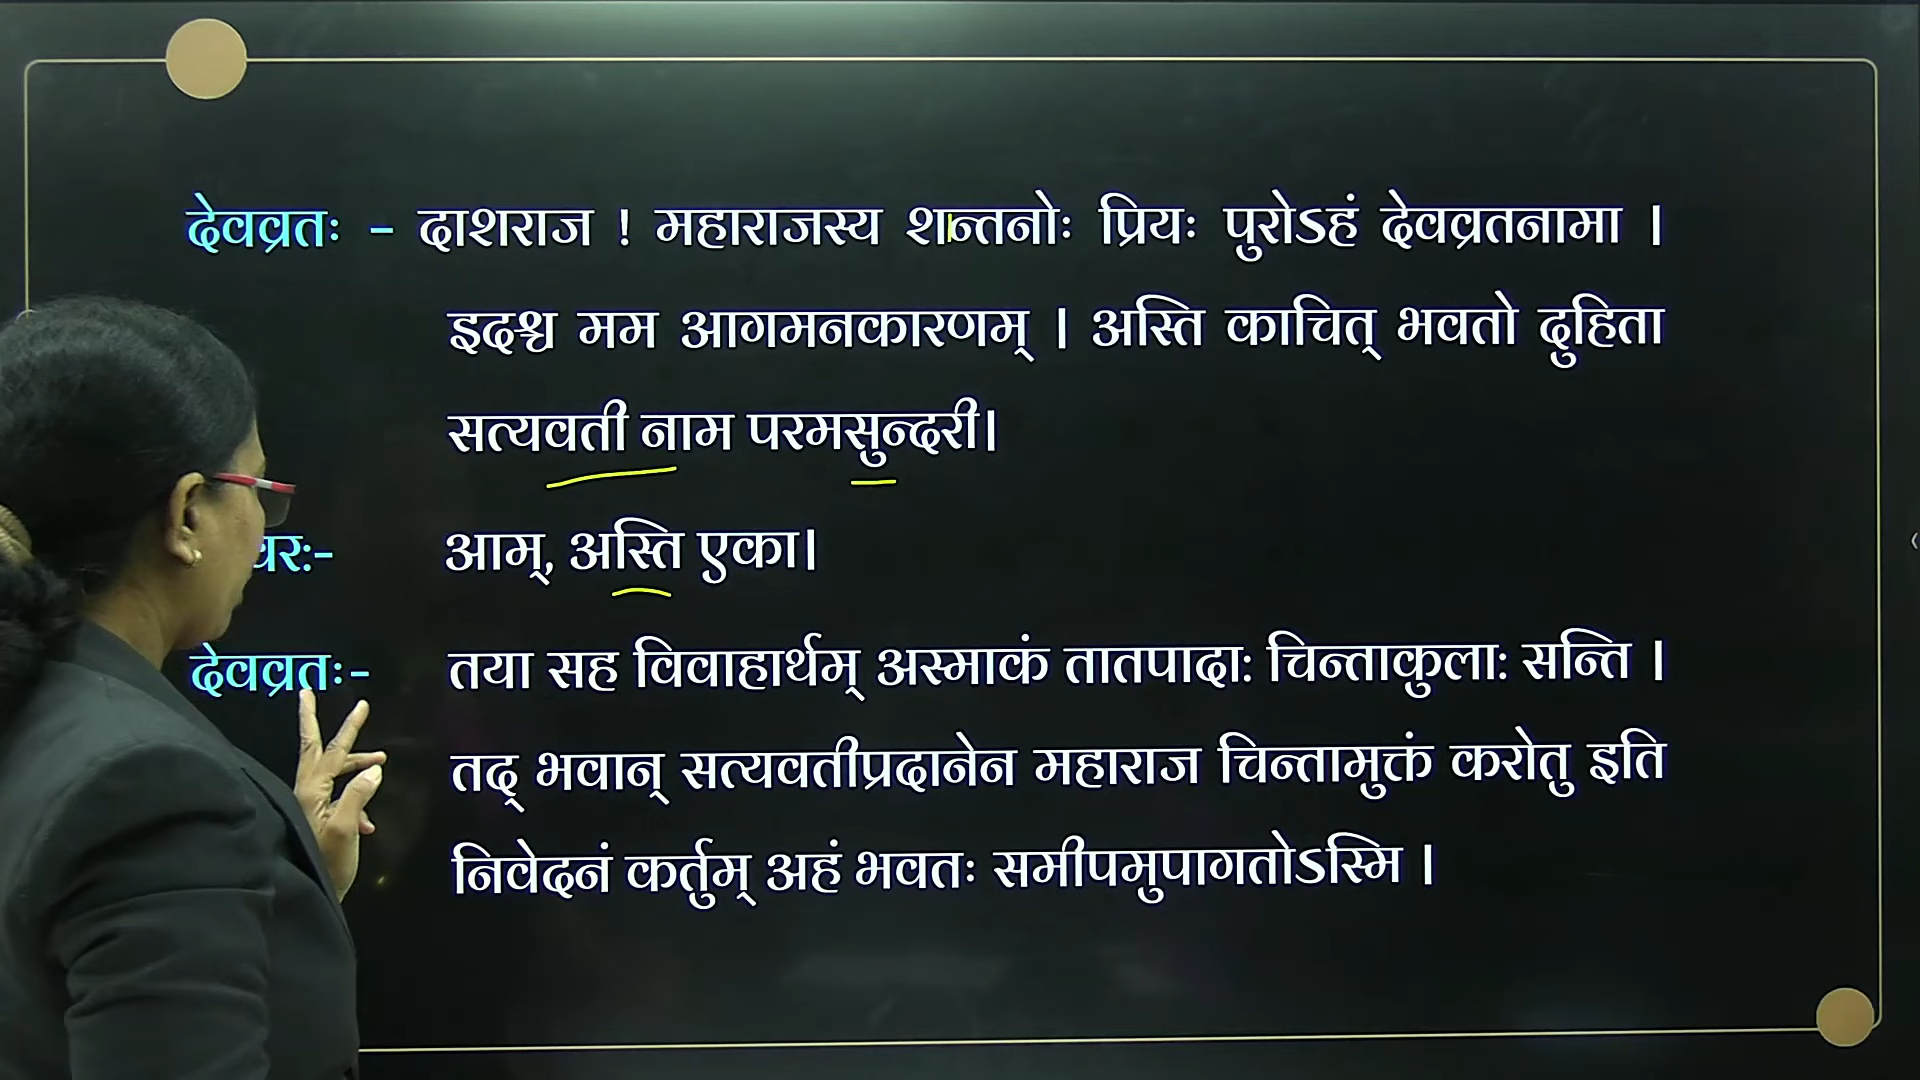 देवव्रतः - दाशराज ! महाराजस्य शन्तनोः प्रियः पुरोऽहं देवव्रतनामा ।
इदश्च मम आगमनकारणम् । अस्ति काचित् भवतो दुहिता
सत्यवती नाम परमसुन्दरी।
आम्, अस्ति एका।
देवव्रतः- तया सह विवाहार्थम् अस्माकं तातपादाः चिन्ताकुलाः सन्ति ।
तद् भवान् सत्यवतीप्रदानेन महाराज चिन्तामुक्तं करोतु इति
निवेदनं कर्तुम् अहं भवतः समीपमुपागतोऽस्मि ।